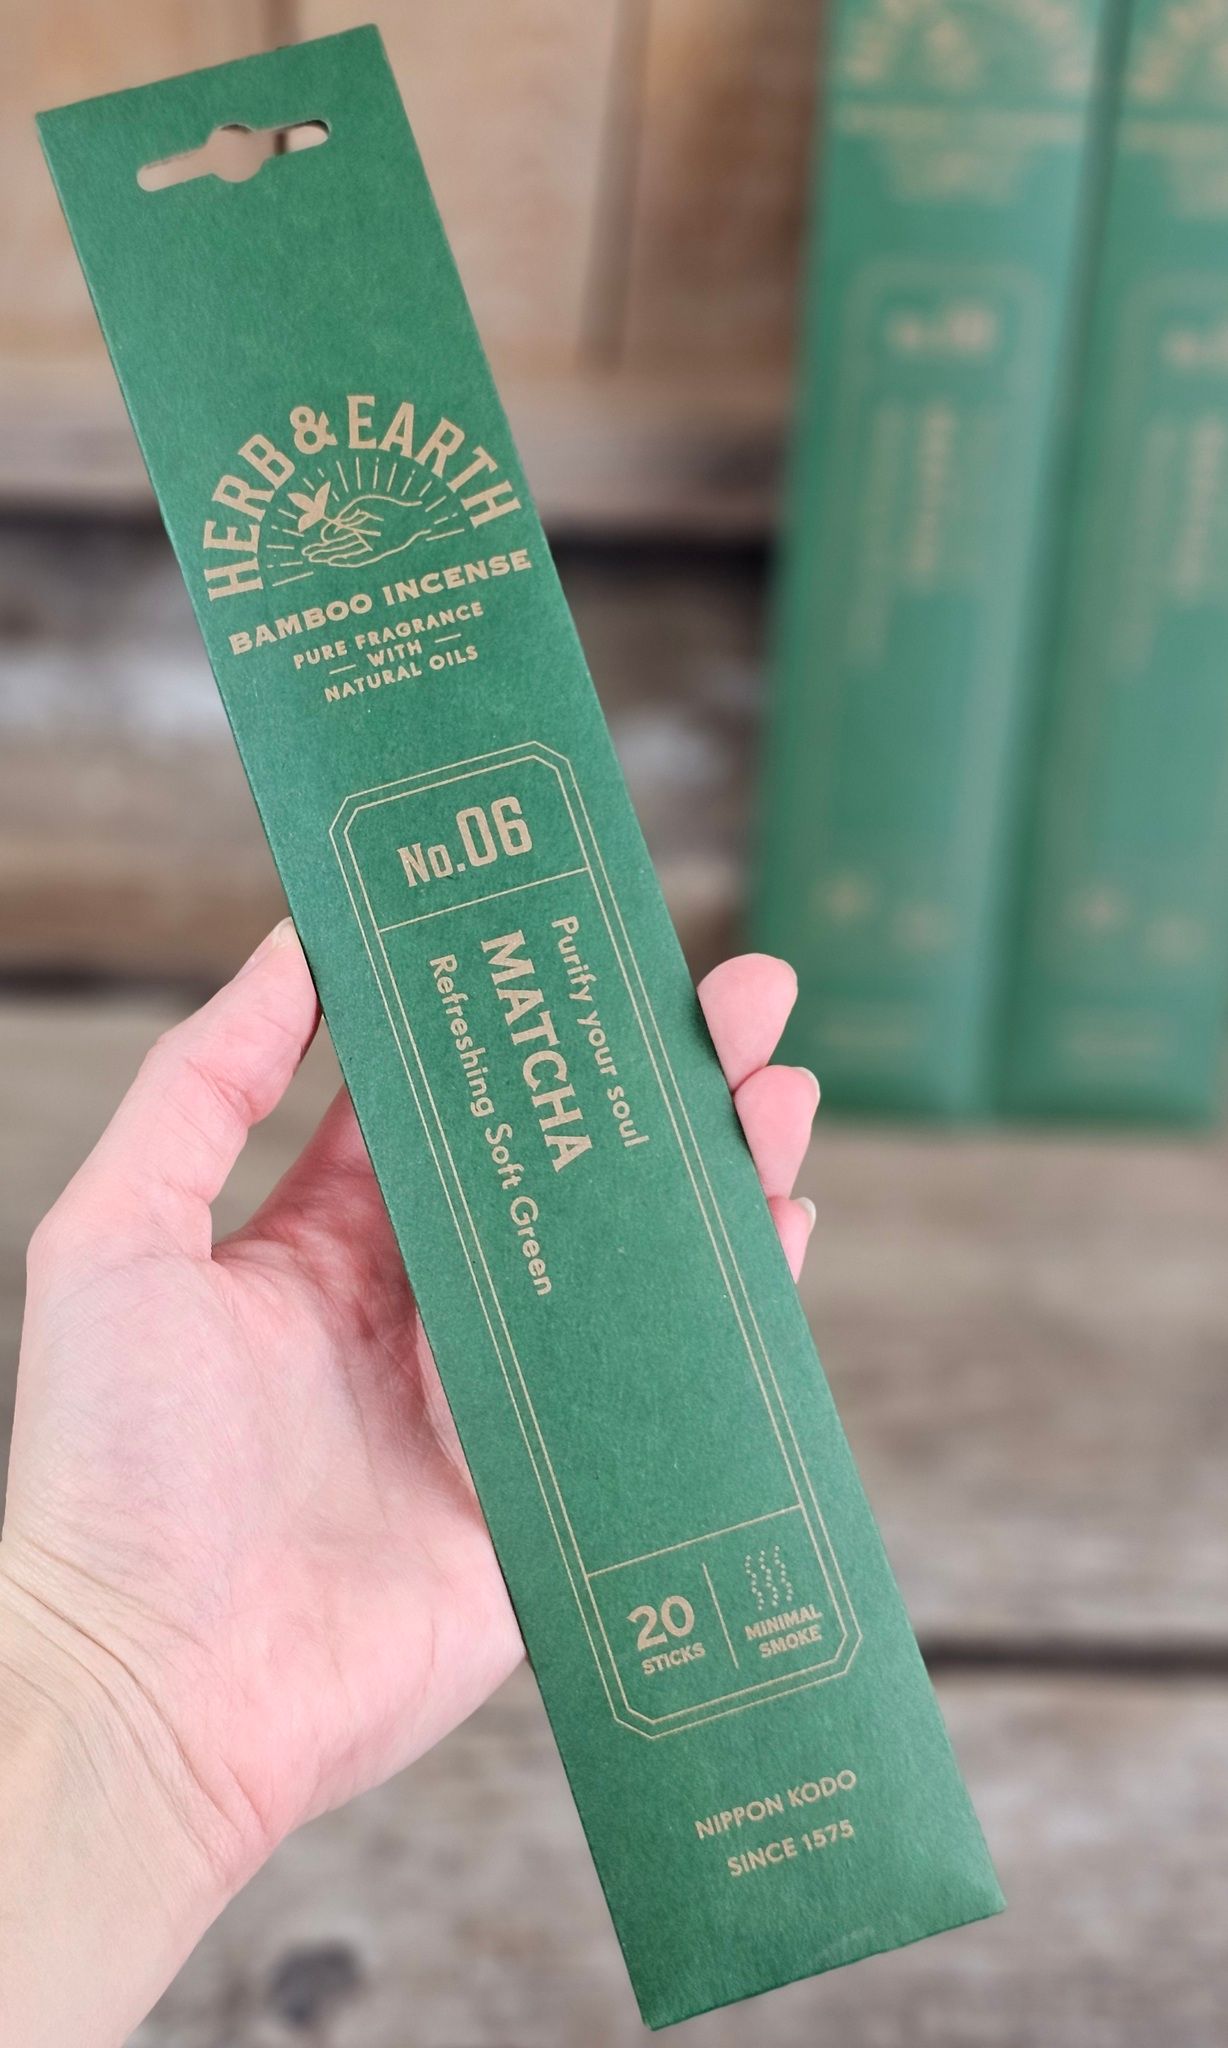 HERB & EARTH
BAMBOO INCENSE
PURE FRAGRANCE
WITH
NATURAL OILS
No.06
Purify your soul
MATCHA
Refreshing Soft Green
20
STICKS
MINIMAL
SMOKE
NIPPON KODO
SINCE 1575